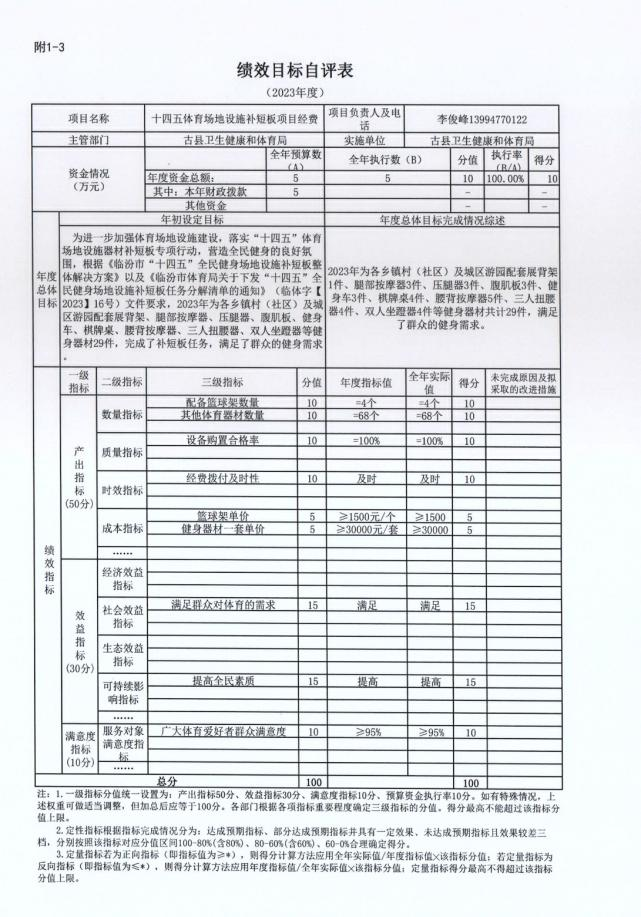 附1-3
绩效目标自评表
（2023年度）
项目名称 十四五体育场地设施补短板项目经费 项目负责人及电话 李俊峰13994770122
主管部门 古县卫生健康和体育局 实施单位 古县卫生健康和体育局
资金情况（万元） 全年预算数（A） 全年执行数（B） 分值 执行率（B/A） 得分
年度资金总额： 5 5 10 100.00% 10
其中：本年财政拨款 5 － －
其他资金 － －
年度总体目标 年初设定目标 年度总体目标完成情况综述
为进一步加强体育场地设施建设，落实“十四五”体育
场地设施器材补短板专项行动，营造全民健身的良好氛
围，根据《临汾市“十四五”全民健身场地设施补短板整
体解决方案》以及《临汾市体育局关于下发“十四五”全
民健身场地设施补短板任务分解清单的通知》（临体字【
2023】16号）文件要求，2023年为各乡镇村（社区）及城
区游园配套展背架、腿部按摩器、压腿器、腹肌板、健身
车、棋牌桌、腰背按摩器、三人扭腰器、双人坐蹬器等健
身器材29件，完成了补短板任务，满足了群众的健身需求
。
2023年为各乡镇村（社区）及城区游园配套展背架
1件、腿部按摩器3件、压腿器3件、腹肌板3件、健
身车3件、棋牌桌4件、腰背按摩器5件、三人扭腰
器4件、双人坐蹬器4件等健身器材共计29件，满足
了群众的健身需求。
绩效指标
一级指标 二级指标 三级指标 分值 年度指标值 全年实际值 得分 未完成原因及拟采取的改进措施
产出指标(50分)
数量指标 配备篮球架数量 10 =4个 =4个 10
其他体育器材数量 10 =68个 =68个 10
质量指标 设备购置合格率 10 =100% =100% 10
时效指标 经费拨付及时性 10 及时 及时 10
成本指标 篮球架单价 5 ≥1500元/个 ≥1500 5
健身器材一套单价 5 ≥30000元/套 ≥30000 5
……
效益指标(30分)
经济效益指标
社会效益指标 满足群众对体育的需求 15 满足 满足 15
生态效益指标
可持续影响指标 提高全民素质 15 提高 提高 15
……
满意度指标(10分) 服务对象满意度指标 广大体育爱好者群众满意度 10 ≥95% ≥95% 10
……
总分 100 100
注：1.一级指标分值统一设置为：产出指标50分、效益指标30分、满意度指标10分、预算资金执行率10分。如有特殊情况，上
述权重可做适当调整，但加总后应等于100分。各部门根据各项指标重要程度确定三级指标的分值。得分最高不能超过该指标分
值上限。
2.定性指标根据指标完成情况分为：达成预期指标、部分达成预期指标并具有一定效果、未达成预期指标且效果较差三
档，分别按照该指标对应分值区间100-80%(含80%)、80-60%(含60%)、60-0%合理确定得分。
3.定量指标若为正向指标（即指标值为≥*），则得分计算方法应用全年实际值/年度指标值×该指标分值；若定量指标为
反向指标（即指标值为≤*），则得分计算方法应用年度指标值/全年实际值×该指标分值；定量指标得分最高不得超过该指标
分值上限。